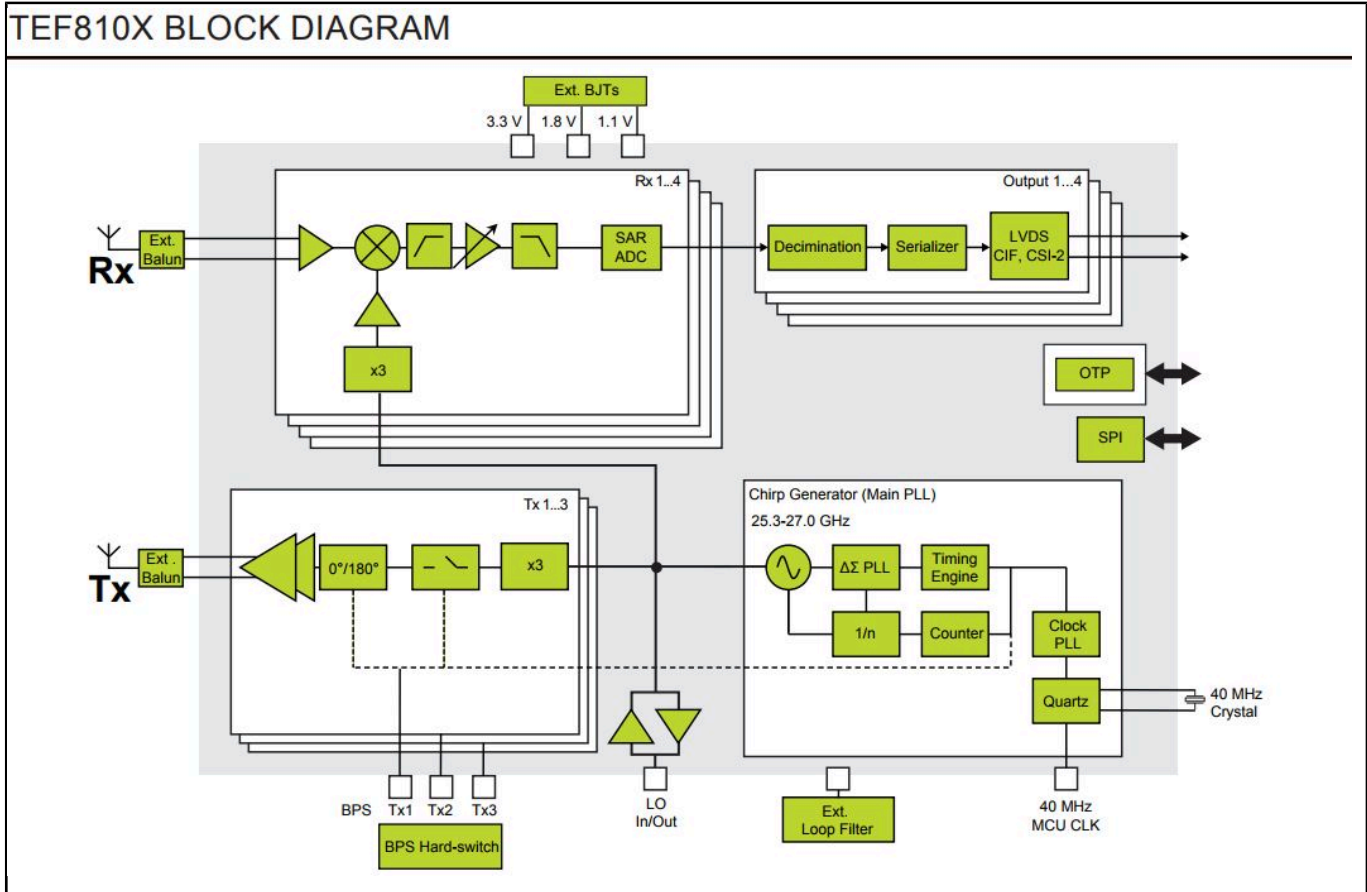 TEF810X BLOCK DIAGRAM
Ext. BJTs
3.3 V
1.8 V
1.1 V
Rx 1...4
Output 1...4
Ext.
Balun
Rx
SAR
ADC
Decimination
Serializer
LVDS
CIF, CSI-2
x3
OTP
SPI
Tx 1...3
Ext .
Balun
Tx
0°/180°
x3
Chirp Generator (Main PLL)
25.3-27.0 GHz
ΔΣ PLL
Timing
Engine
1/n
Counter
Clock
PLL
Quartz
40 MHz
Crystal
BPS
Tx1
Tx2
Tx3
BPS Hard-switch
LO
In/Out
Ext.
Loop Filter
40 MHz
MCU CLK